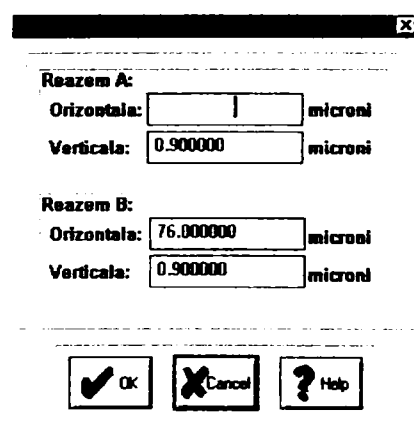 Reazem A:
Orizontala: microni
Verticala: 0.900000 microni
Reazem B:
Orizontala: 76.000000 microni
Verticala: 0.900000 microni
OK Cancel Help